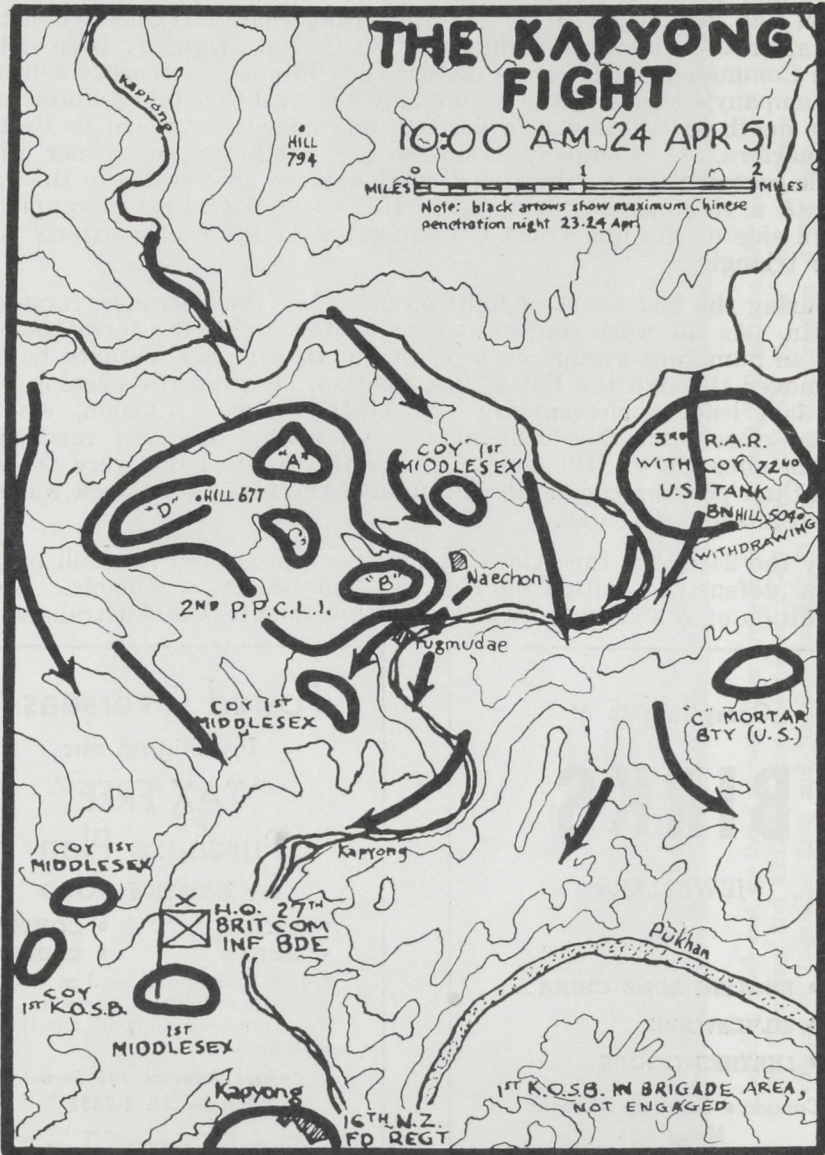 THE KAPYONG
FIGHT
10:00 A.M. 24 APR 51
0 1 2
MILES MILES
Note: black arrows show maximum Chinese
penetration night 23-24 Apr
Kapyong
HILL
794
"A"
"D"
HILL 677
"C"
"B"
2ND P.P.C.L.I.
COY 1ST
MIDDLESEX
3RD R.A.R.
WITH COY 72ND
U.S. TANK
BN
HILL 504
WITHDRAWING
Naechon
Tugmudae
COY 1ST
MIDDLESEX
"C" MORTAR
BTY (U.S.)
Kapyong
COY 1ST
MIDDLESEX
H.Q. 27TH
BRIT COM
INF BDE
COY
1ST K.O.S.B.
1ST
MIDDLESEX
Pukhan
Kapyong
16TH N.Z.
FD REGT
1ST K.O.S.B. IN BRIGADE AREA,
NOT ENGAGED